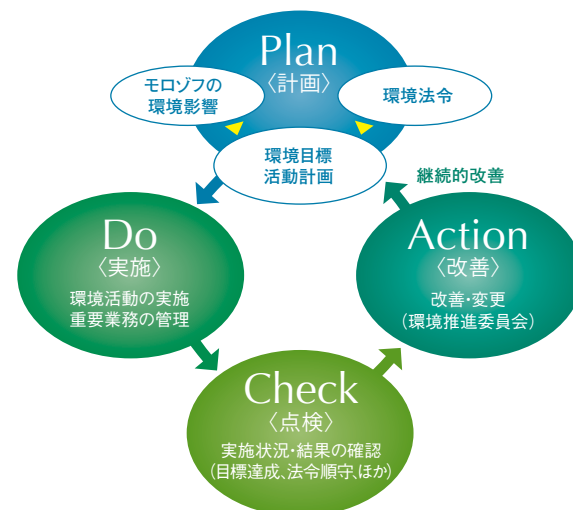 Plan
〈計画〉
モロゾフの
環境影響
環境法令
環境目標
活動計画
継続的改善
Do
〈実施〉
環境活動の実施
重要業務の管理
Action
〈改善〉
改善・変更
(環境推進委員会)
Check
〈点検〉
実施状況・結果の確認
(目標達成、法令順守、ほか)